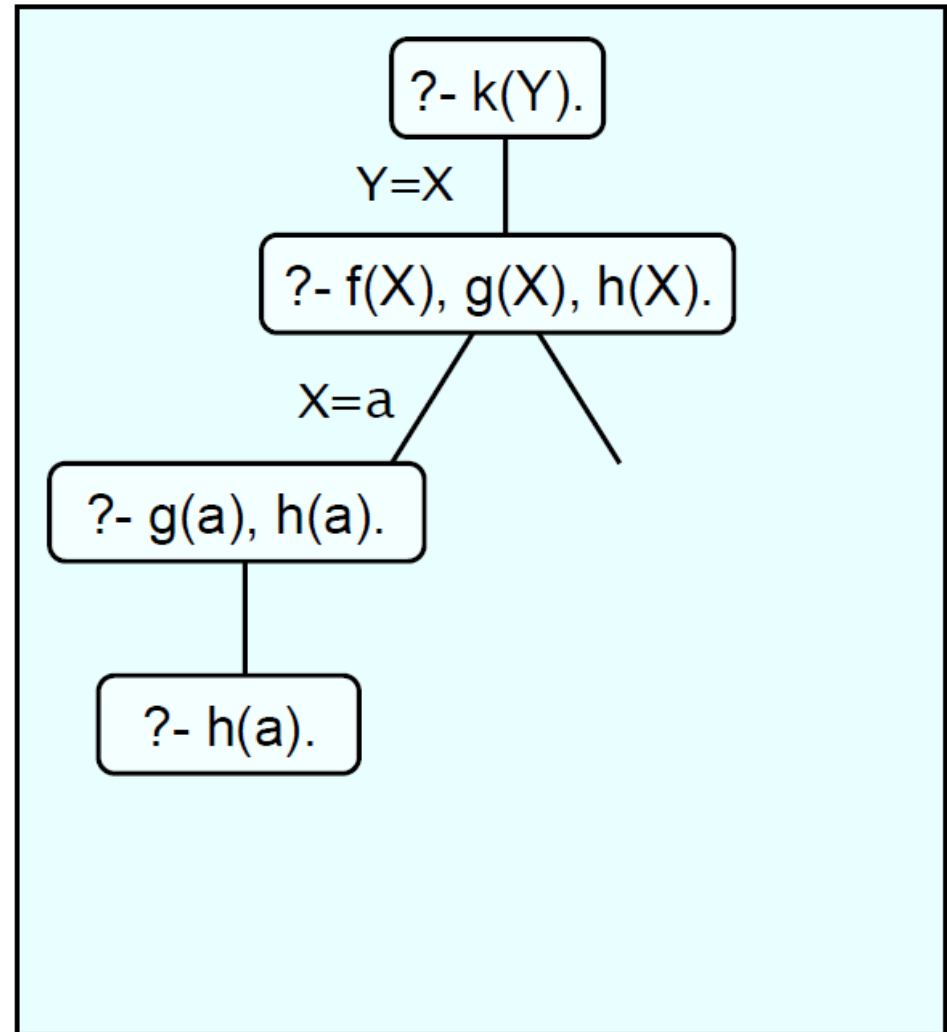 ?- k(Y).
Y=X
?- f(X), g(X), h(X).
X=a
?- g(a), h(a).
?- h(a).